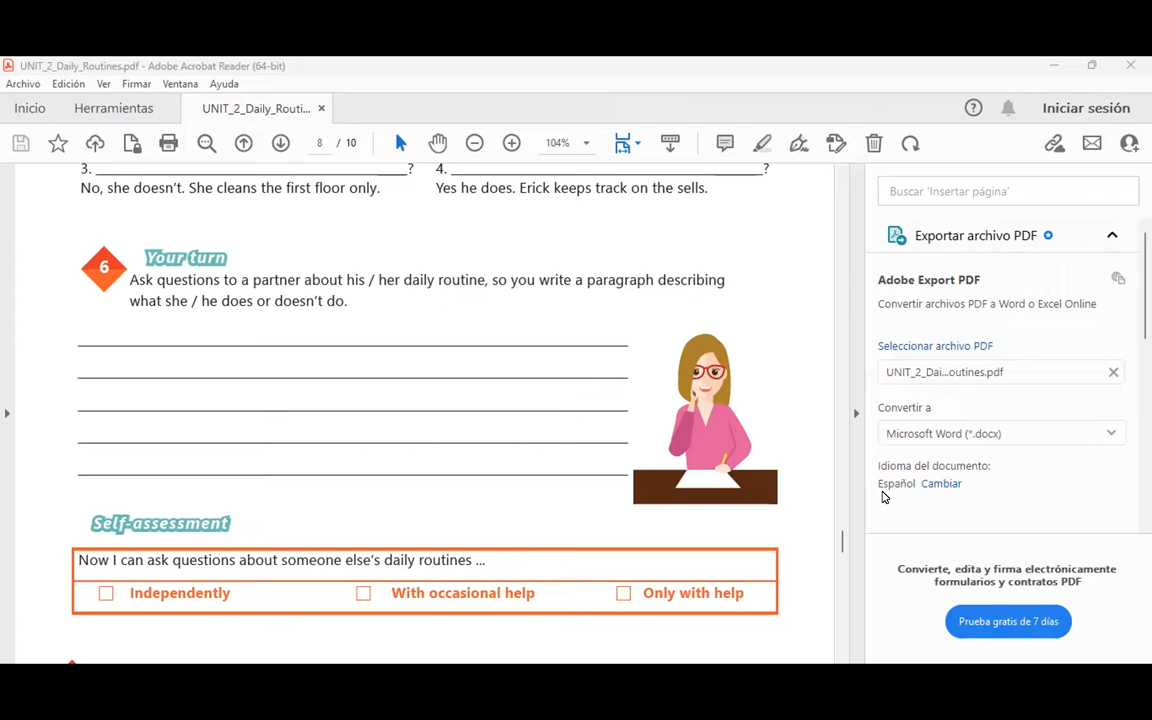 UNIT_2_Daily_Routines.pdf - Adobe Acrobat Reader (64-bit)
Archivo Edición Ver Firmar Ventana Ayuda
Inicio Herramientas UNIT_2_Daily_Routi... × Iniciar sesión
8 / 10 104%
3. ____________________________________? 4. ____________________________________?
No, she doesn't. She cleans the first floor only. Yes he does. Erick keeps track on the sells.
6 Your turn
Ask questions to a partner about his / her daily routine, so you write a paragraph describing
what she / he does or doesn't do.
Self-assessment
Now I can ask questions about someone else's daily routines ...
Independently With occasional help Only with help
Buscar 'Insertar página'
Exportar archivo PDF
Adobe Export PDF
Convertir archivos PDF a Word o Excel Online
Seleccionar archivo PDF
UNIT_2_Dai...outines.pdf
Convertir a
Microsoft Word (*.docx)
Idioma del documento:
Español Cambiar
Convierte, edita y firma electrónicamente
formularios y contratos PDF
Prueba gratis de 7 días